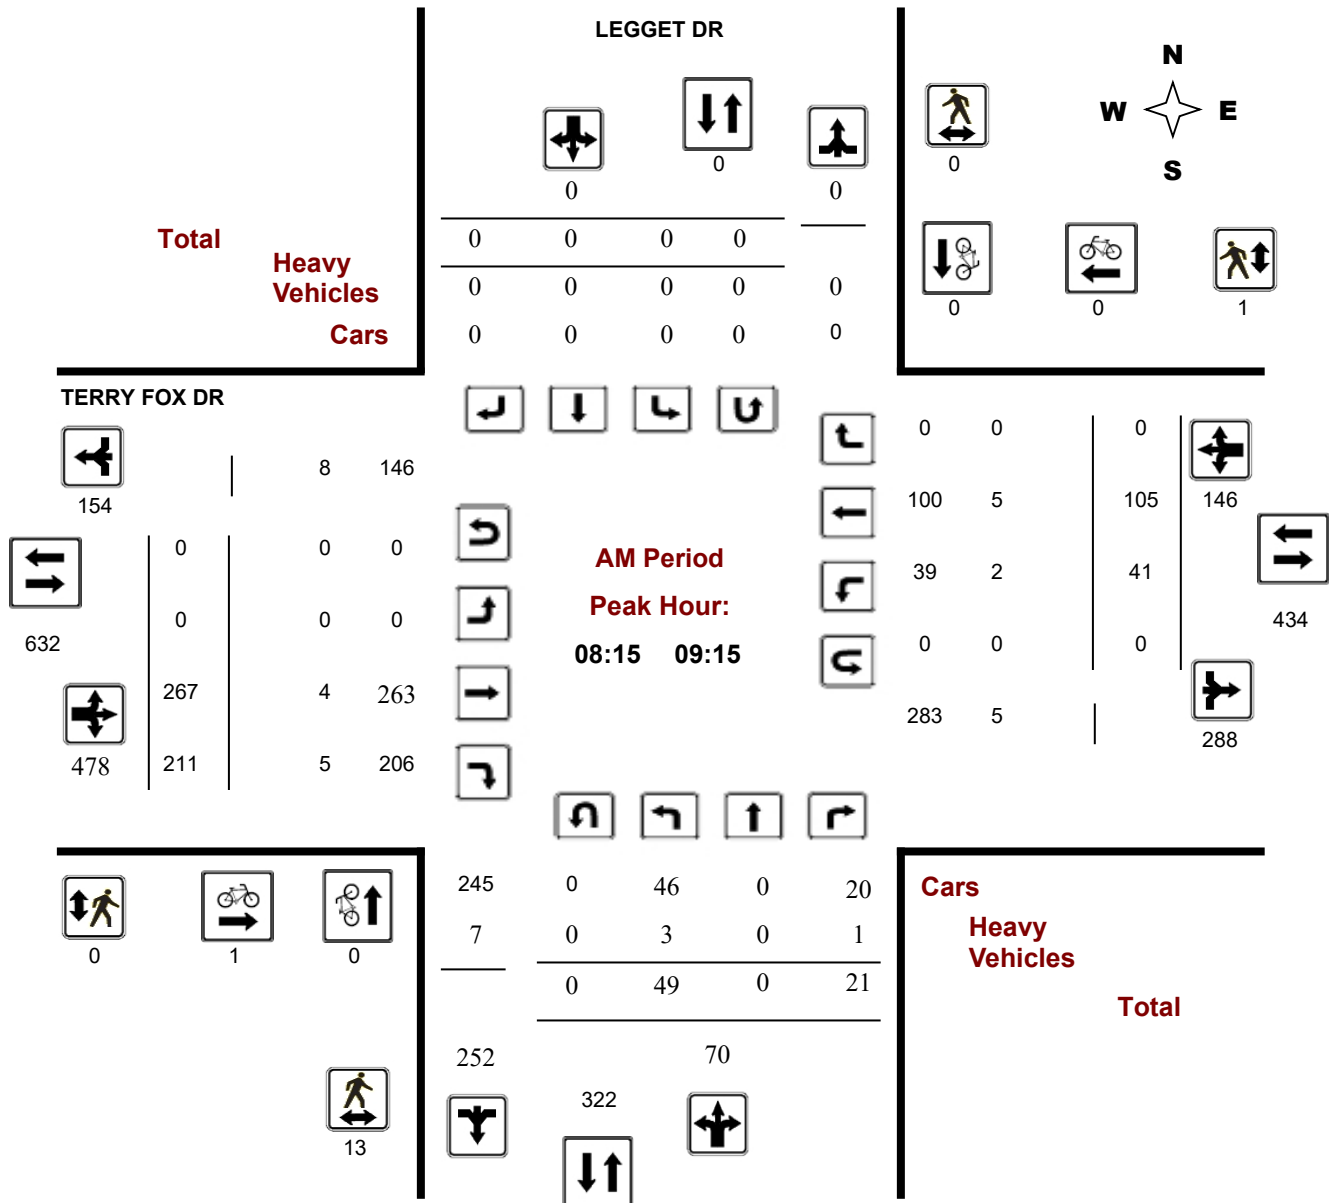 LEGGET DR
N
W E
S
0
0
0
0 0
Total
0 0 0 0
Heavy
Vehicles
0 0 0 0 0
Cars
0 0 0 0 0
0 0 1
TERRY FOX DR
8 146
154
0 0 0
0 0 0
632
267 4 263
478
211 5 206
AM Period
Peak Hour:
08:15 09:15
0 0 0
100 5 105 146
39 2 41
434
0 0 0
283 5
288
0 1 0
245 0 46 0 20
7 0 3 0 1
0 49 0 21
252 70
322
13
Cars
Heavy
Vehicles
Total